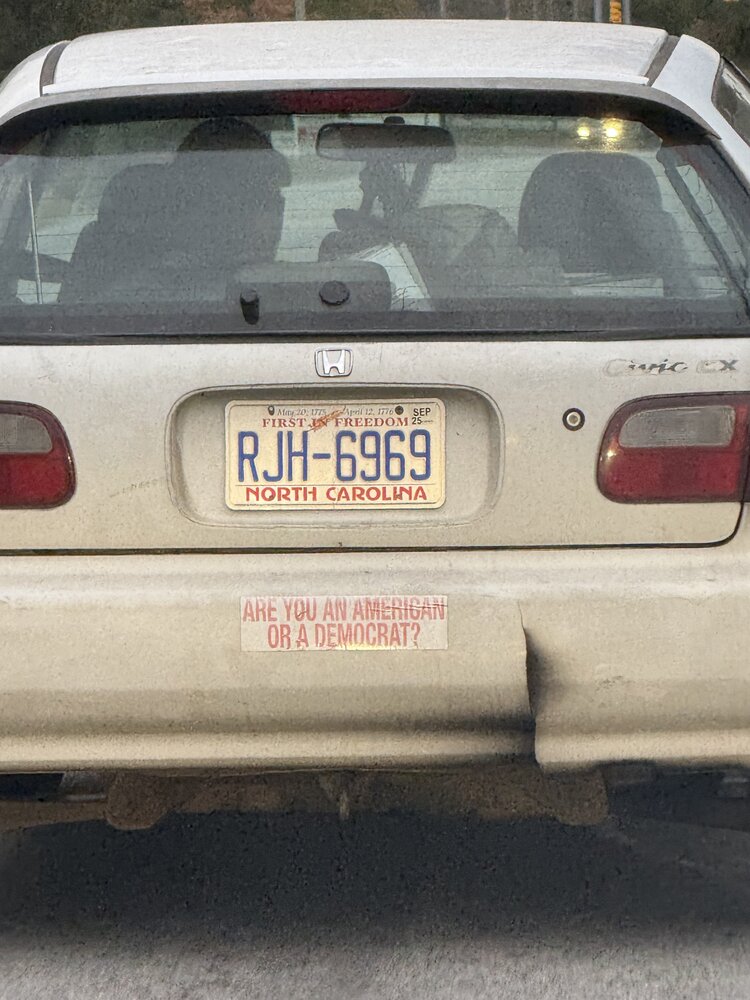 Civic EX
May 20, 1775 April 12, 1776
SEP
25
FIRST IN FREEDOM
RJH-6969
NORTH CAROLINA
ARE YOU AN AMERICAN
OR A DEMOCRAT?